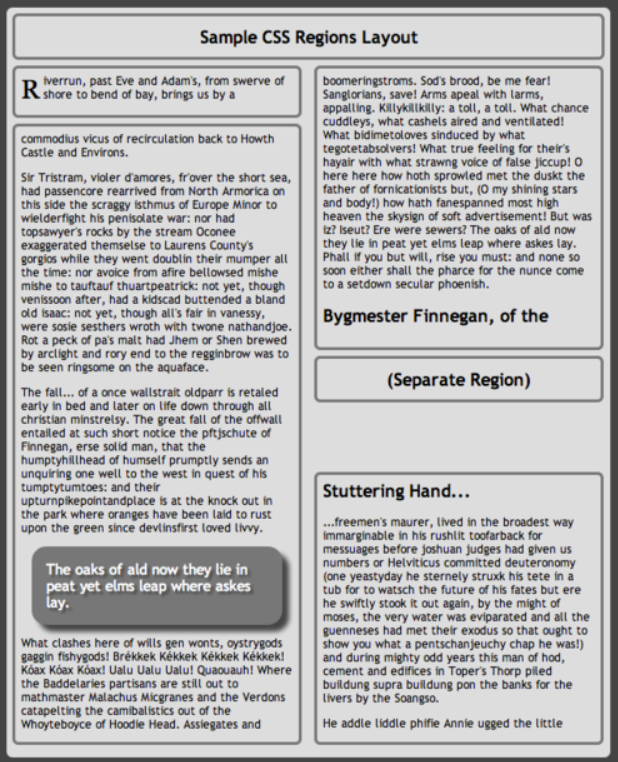 Sample CSS Regions Layout
Riverrun, past Eve and Adam's, from swerve of
shore to bend of bay, brings us by a
commodius vicus of recirculation back to Howth
Castle and Environs.
Sir Tristram, violer d'amores, fr'over the short sea,
had passencore rearrived from North Armorica on
this side the scraggy isthmus of Europe Minor to
wielderfight his penisolate war: nor had
topsawyer's rocks by the stream Oconee
exaggerated themselse to Laurens County's
gorgios while they went doublin their mumper all
the time: nor avoice from afire bellowsed mishe
mishe to tauftauf thuartpeatrick: not yet, though
venissoon after, had a kidscad buttended a bland
old isaac: not yet, though all's fair in vanessy,
were sosie sesthers wroth with twone nathandjoe.
Rot a peck of pa's malt had Jhem or Shen brewed
by arclight and rory end to the regginbrow was to
be seen ringsome on the aquaface.
The fall... of a once wallstrait oldparr is retaled
early in bed and later on life down through all
christian minstrelsy. The great fall of the offwall
entailed at such short notice the pftjschute of
Finnegan, erse solid man, that the
humptyhillhead of humself prumptly sends an
unquiring one well to the west in quest of his
tumptytumtoes: and their
upturnpikepointandplace is at the knock out in
the park where oranges have been laid to rust
upon the green since devlinsfirst loved livvy.
The oaks of ald now they lie in
peat yet elms leap where askes
lay.
What clashes here of wills gen wonts, oystrygods
gaggin fishygods! Brékkek Kékkek Kékkek Kékkek!
Kóax Kóax Kóax! Ualu Ualu Ualu! Quaouauh! Where
the Baddelaries partisans are still out to
mathmaster Malachus Micgranes and the Verdons
catapelting the camibalistics out of the
Whoyteboyce of Hoodie Head. Assiegates and
boomeringstroms. Sod's brood, be me fear!
Sanglorians, save! Arms apeal with larms,
appalling. Killykillkilly: a toll, a toll. What chance
cuddleys, what cashels aired and ventilated!
What bidimetoloves sinduced by what
tegotetabsolvers! What true feeling for their's
hayair with what strawng voice of false jiccup! O
here here how hoth sprowled met the duskt the
father of fornicationists but, (O my shining stars
and body!) how hath fanespanned most high
heaven the skysign of soft advertisement! But was
iz? Iseut? Ere were sewers? The oaks of ald now
they lie in peat yet elms leap where askes lay.
Phall if you but will, rise you must: and none so
soon either shall the pharce for the nunce come
to a setdown secular phoenish.
Bygmester Finnegan, of the
(Separate Region)
Stuttering Hand...
...freemen's maurer, lived in the broadest way
immarginable in his rushlit toofarback for
messuages before joshuan judges had given us
numbers or Helviticus committed deuteronomy
(one yeastyday he sternely struxk his tete in a
tub for to watsch the future of his fates but ere
he swiftly stook it out again, by the might of
moses, the very water was eviparated and all the
guenneses had met their exodus so that ought to
show you what a pentschanjeuchy chap he was!)
and during mighty odd years this man of hod,
cement and edifices in Toper's Thorp piled
buildung supra buildung pon the banks for the
livers by the Soangso.
He addle liddle phifie Annie ugged the little